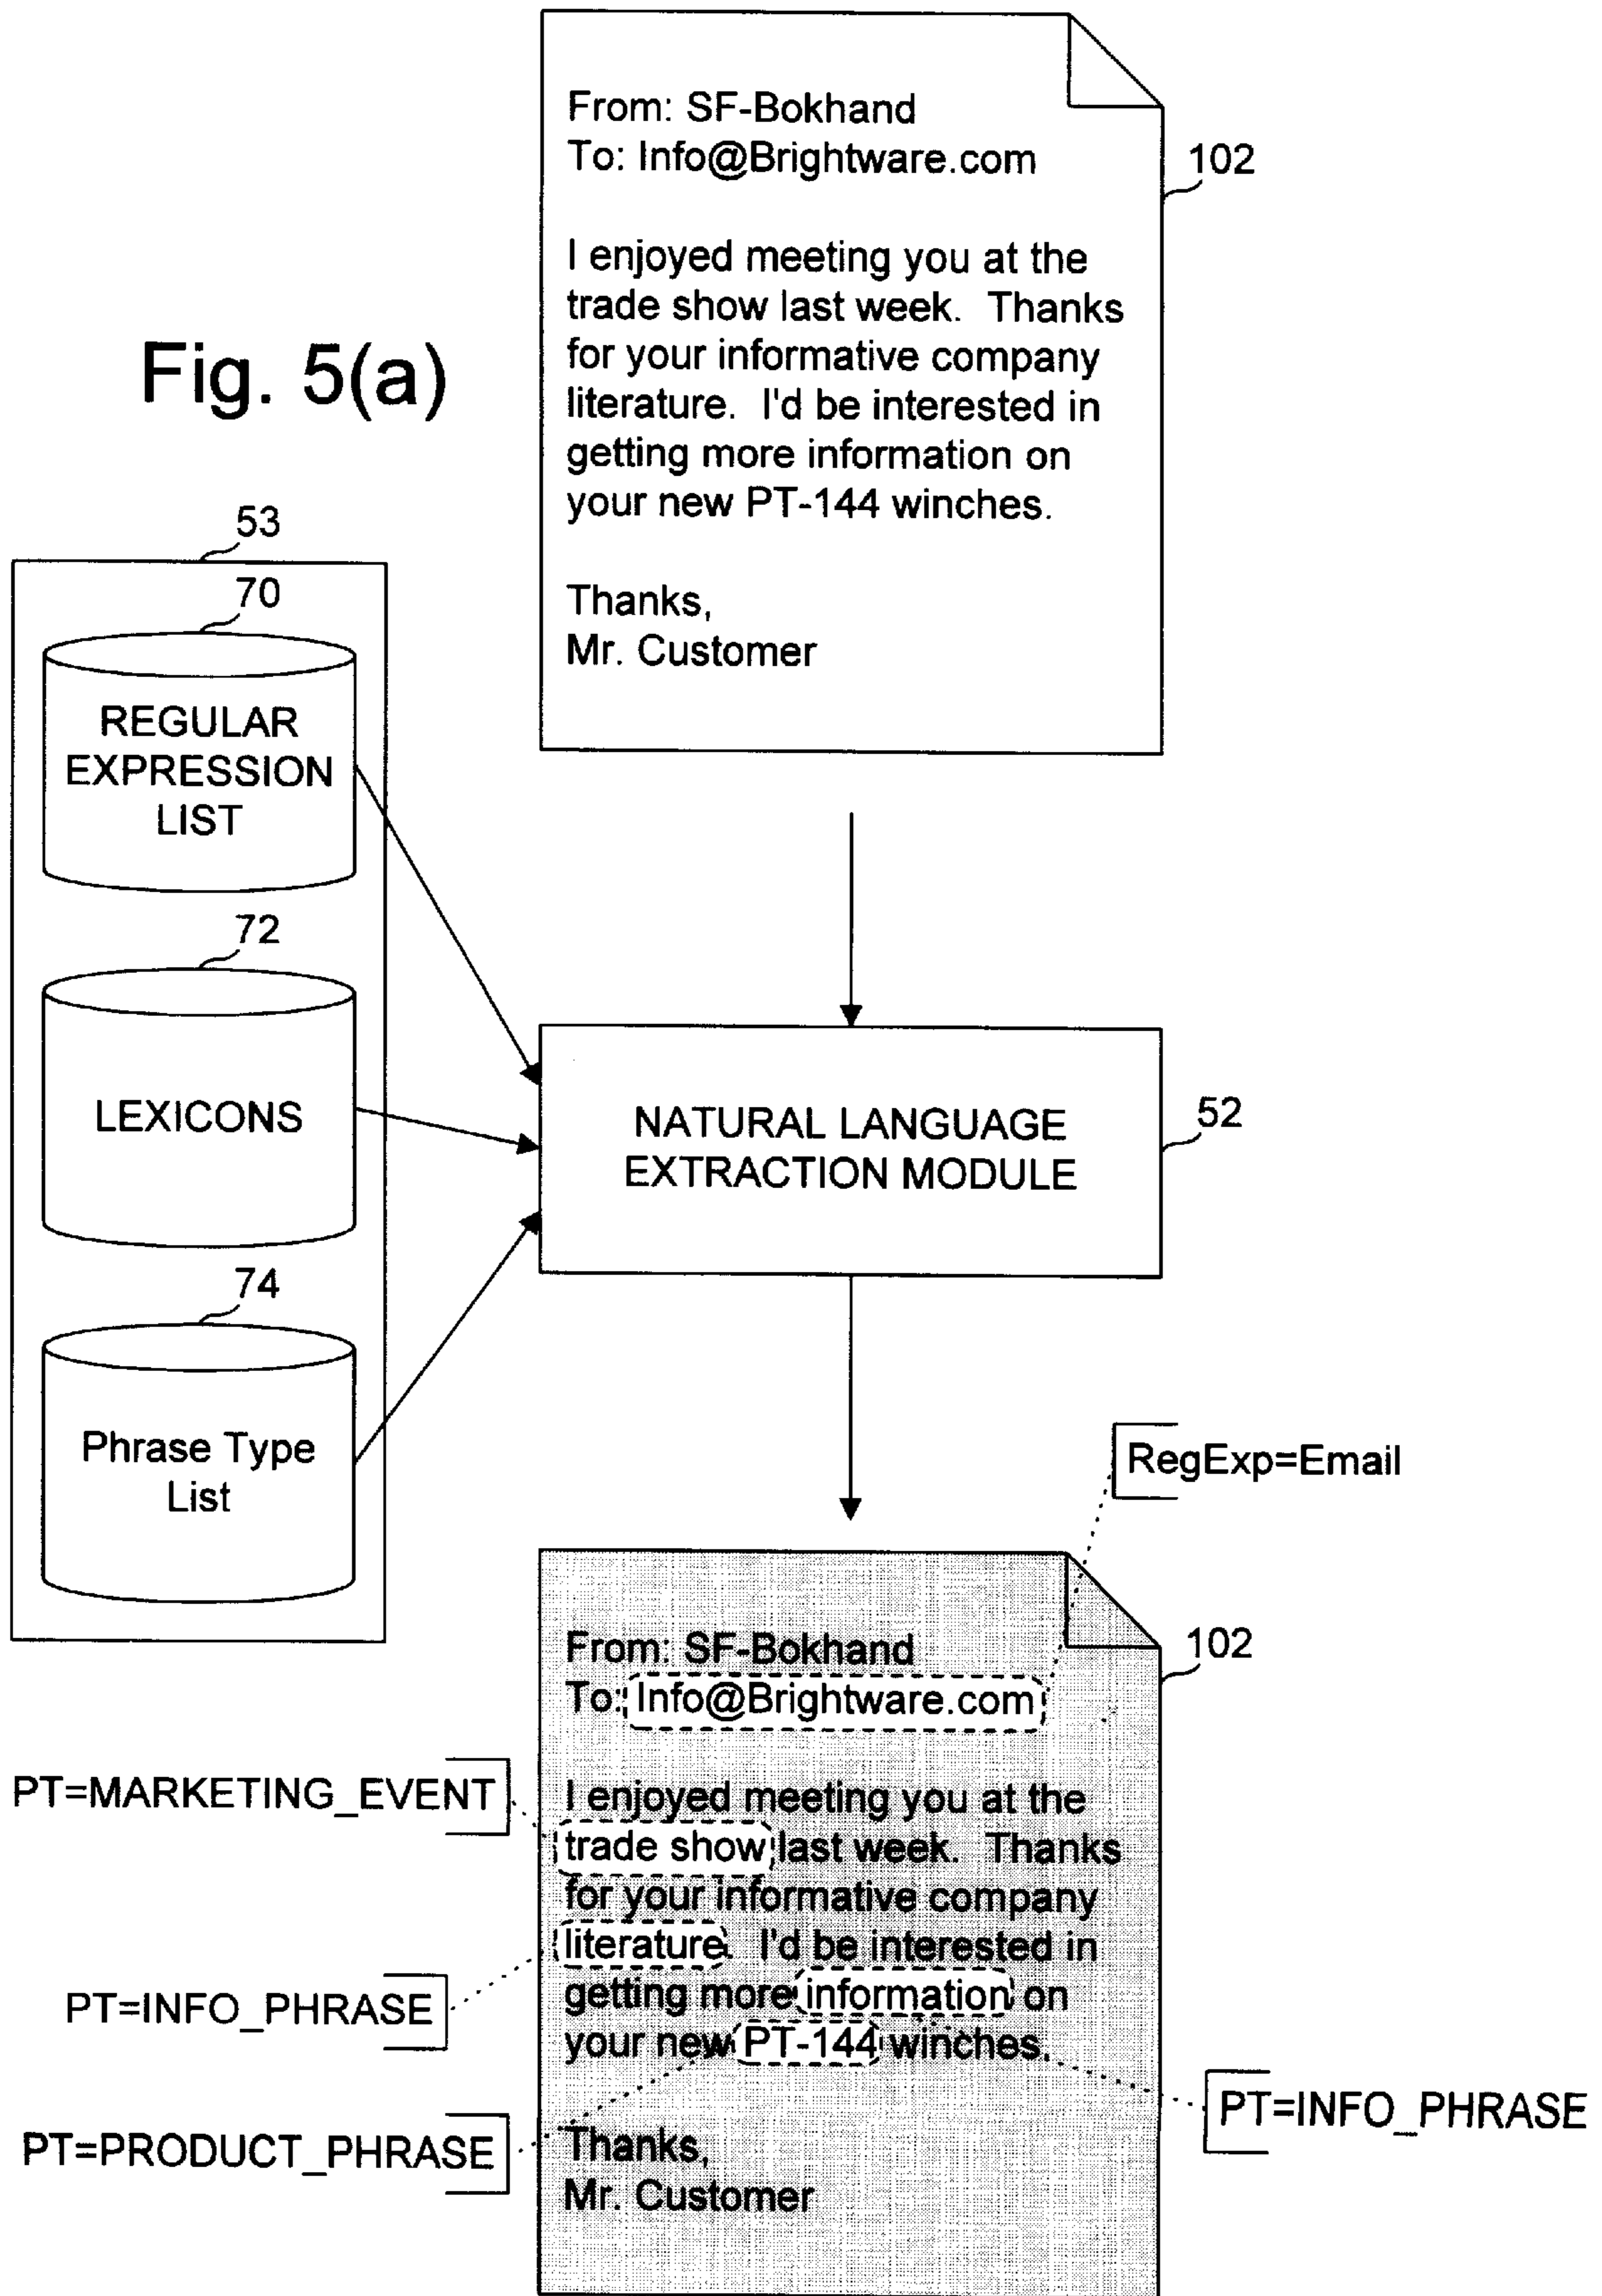 From: SF-Bokhand
To: Info@Brightware.com
102
I enjoyed meeting you at the
trade show last week.  Thanks
for your informative company
literature.  I'd be interested in
getting more information on
your new PT-144 winches.
Thanks,
Mr. Customer
Fig. 5(a)
53
70
REGULAR
EXPRESSION
LIST
72
LEXICONS
74
Phrase Type
List
NATURAL LANGUAGE
EXTRACTION MODULE
52
RegExp=Email
From: SF-Bokhand
To: Info@Brightware.com
102
PT=MARKETING_EVENT
I enjoyed meeting you at the
trade show last week.  Thanks
for your informative company
literature.  I'd be interested in
getting more information on
your new PT-144 winches.
PT=INFO_PHRASE
PT=INFO_PHRASE
PT=PRODUCT_PHRASE
Thanks,
Mr. Customer